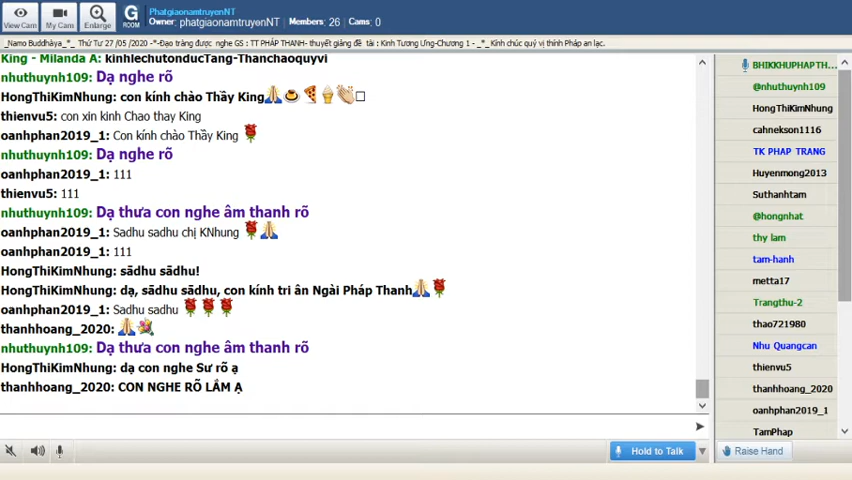 PhatgiaonamtruyenNT
Owner: phatgiaonamtruyenNT Members: 26 Cams: 0
View Cam My Cam Enlarge G ROOM
_Namo Buddhàya_*_ Thứ Tư 27 /05 /2020 -*-Đạo tràng được nghe GS : TT PHÁP THANH- thuyết giảng đề tài : Kinh Tương Ưng-Chương 1 - _*_Kính chúc quý vị thính Pháp an lạc.
King - Milanda A: kinhlechutonducTang-Thanchaoquyvi
nhuthuynh109: Dạ nghe rõ
HongThiKimNhung: con kính chào Thầy King
thienvu5: con xin kinh Chao thay King
oanhphan2019_1: Con kính chào Thầy King
nhuthuynh109: Dạ nghe rõ
oanhphan2019_1: 111
thienvu5: 111
nhuthuynh109: Dạ thưa con nghe âm thanh rõ
oanhphan2019_1: Sadhu sadhu chị KNhung
oanhphan2019_1: 111
HongThiKimNhung: sādhu sādhu!
HongThiKimNhung: dạ, sādhu sādhu, con kính tri ân Ngài Pháp Thanh
oanhphan2019_1: Sadhu sadhu
thanhhoang_2020:
nhuthuynh109: Dạ thưa con nghe âm thanh rõ
HongThiKimNhung: dạ con nghe Sư rõ ạ
thanhhoang_2020: CON NGHE RÕ LẮM Ạ
BHIKKHUPHAPTH...
@nhuthuynh109
HongThiKimNhung
cahnekson1116
TK PHAP TRANG
Huyenmong2013
Suthanhtam
@hongnhat
thy lam
tam-hanh
metta17
Trangthu-2
thao721980
Nhu Quangcan
thienvu5
thanhhoang_2020
oanhphan2019_1
TamPhap
Hold to Talk
Raise Hand